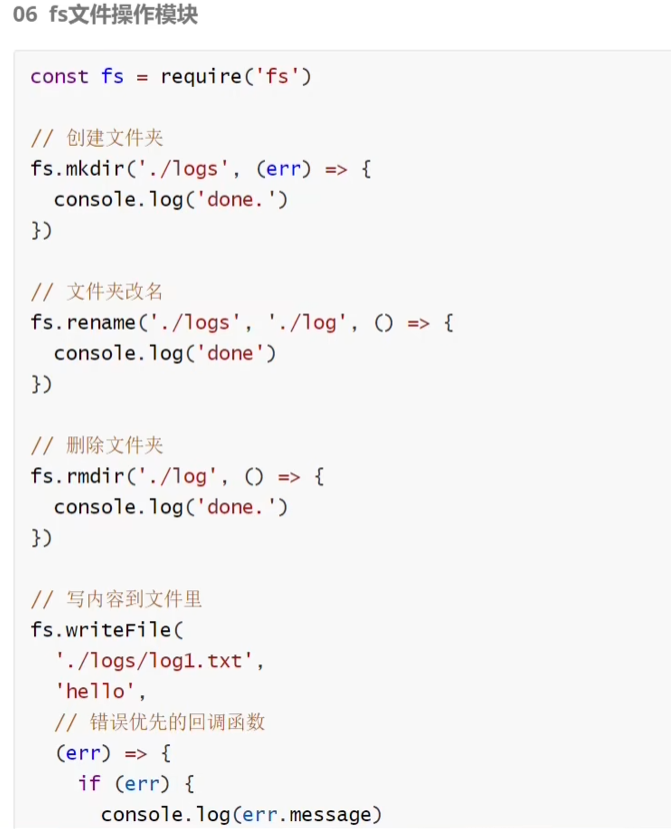 06 fs文件操作模块
const fs = require('fs')
// 创建文件夹
fs.mkdir('./logs', (err) => {
  console.log('done.')
})
// 文件夹改名
fs.rename('./logs', './log', () => {
  console.log('done')
})
// 删除文件夹
fs.rmdir('./log', () => {
  console.log('done.')
})
// 写内容到文件里
fs.writeFile(
  './logs/log1.txt',
  'hello',
  // 错误优先的回调函数
  (err) => {
    if (err) {
      console.log(err.message)